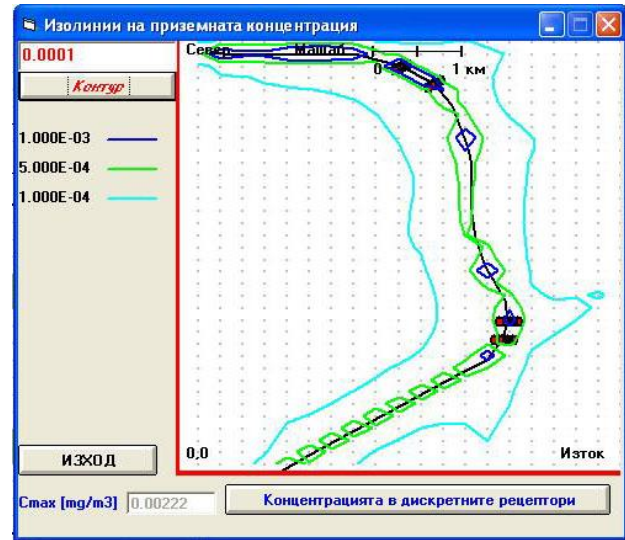 Изолинии на приземната концентрация
0.0001
Контур
1.000E-03
5.000E-04
1.000E-04
Север Мащаб
0 1 км
0,0 Изток
ИЗХОД
Cmax [mg/m3] 0.00222 Концентрацията в дискретните рецептори